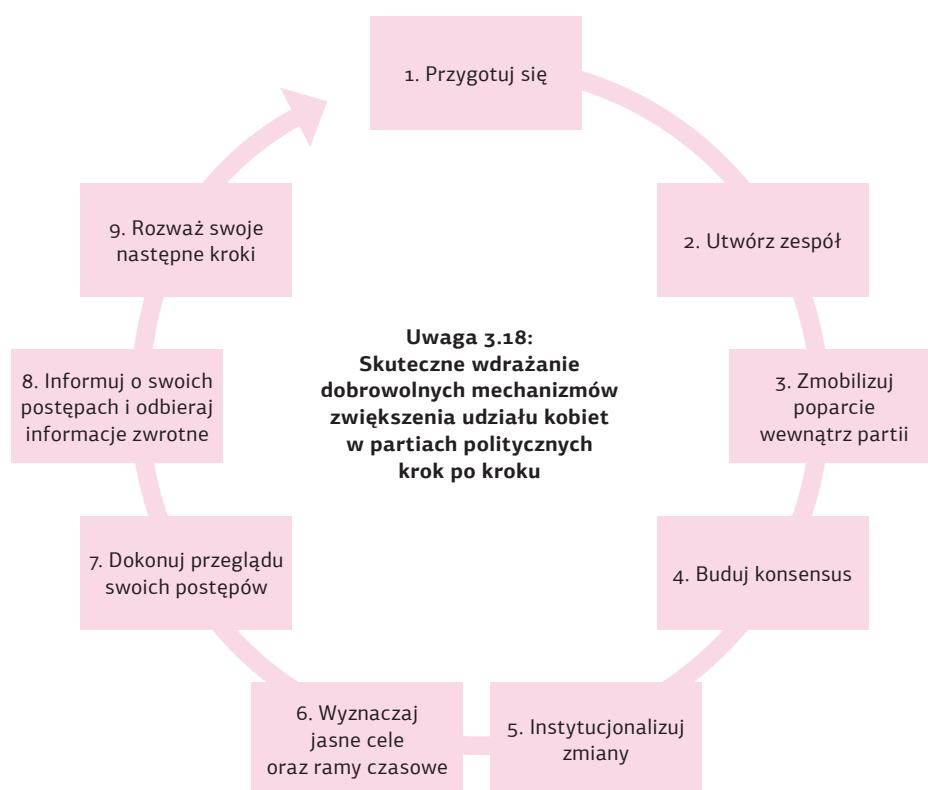 1. Przygotuj się
2. Utwórz zespół
3. Zmobilizuj
poparcie
wewnątrz partii
4. Buduj konsensus
5. Instytucjonalizuj
zmiany
6. Wyznaczaj
jasne cele
oraz ramy czasowe
7. Dokonuj przeglądu
swoich postępów
8. Informuj o swoich
postępach i odbieraj
informacje zwrotne
9. Rozważ swoje
następne kroki
Uwaga 3.18:
Skuteczne wdrażanie
dobrowolnych mechanizmów
zwiększenia udziału kobiet
w partiach politycznych
krok po kroku